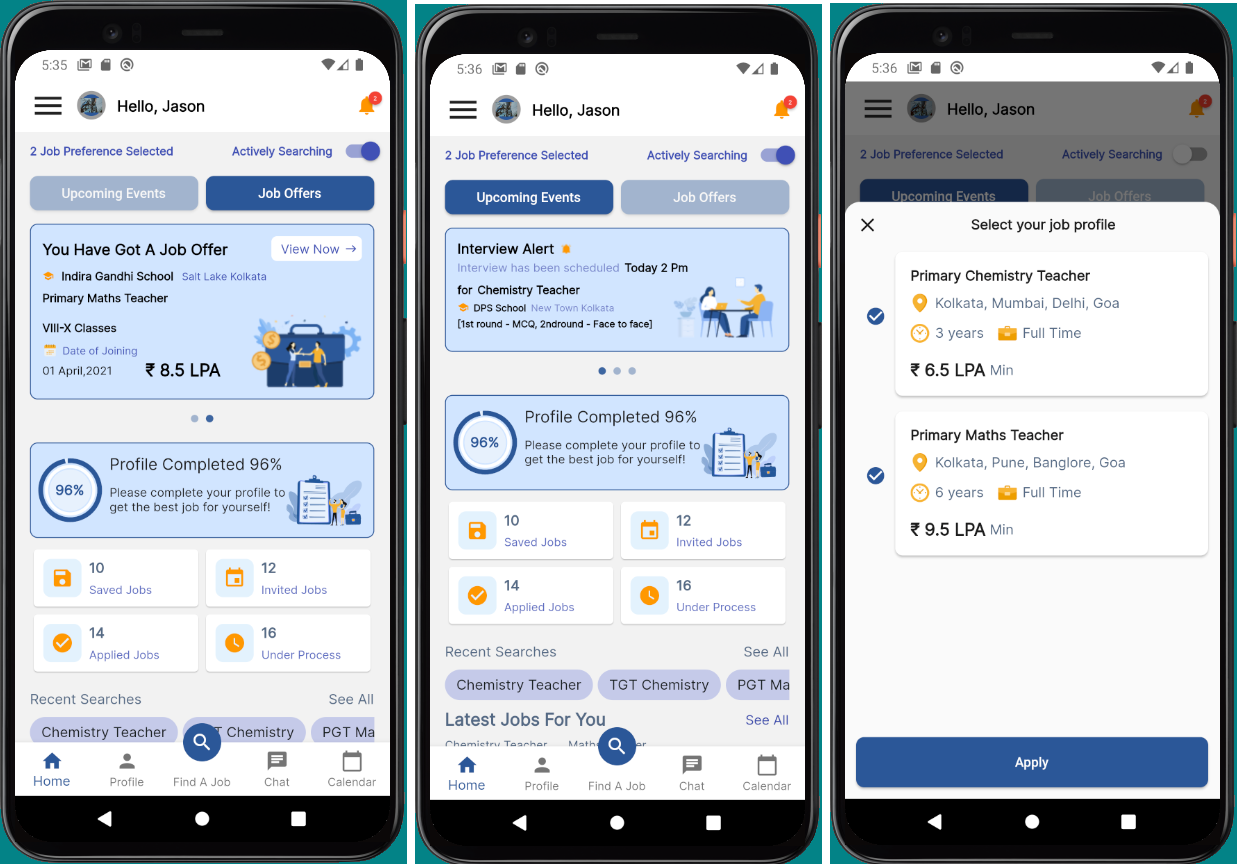 5:35
Hello, Jason
2
2 Job Preference Selected
Actively Searching
Upcoming Events
Job Offers
You Have Got A Job Offer
View Now →
Indira Gandhi School Salt Lake Kolkata
Primary Maths Teacher
VIII-X Classes
Date of Joining
01 April,2021
₹ 8.5 LPA
96%
Profile Completed 96%
Please complete your profile to
get the best job for yourself!
10
Saved Jobs
12
Invited Jobs
14
Applied Jobs
16
Under Process
Recent Searches
See All
Chemistry Teacher
T Chemistry
PGT Ma
Home
Profile
Find A Job
Chat
Calendar
5:36
Hello, Jason
2
2 Job Preference Selected
Actively Searching
Upcoming Events
Job Offers
Interview Alert
Interview has been scheduled Today 2 Pm
for Chemistry Teacher
DPS School New Town Kolkata
[1st round - MCQ, 2ndround - Face to face]
96%
Profile Completed 96%
Please complete your profile to
get the best job for yourself!
10
Saved Jobs
12
Invited Jobs
14
Applied Jobs
16
Under Process
Recent Searches
See All
Chemistry Teacher
TGT Chemistry
PGT Ma
Latest Jobs For You
See All
Chemistry Teacher
Home
Profile
Find A Job
Chat
Calendar
5:36
Hello, Jason
2
2 Job Preference Selected
Actively Searching
Upcoming Events
Job Offers
Select your job profile
Primary Chemistry Teacher
Kolkata, Mumbai, Delhi, Goa
3 years
Full Time
₹ 6.5 LPA Min
Primary Maths Teacher
Kolkata, Pune, Banglore, Goa
6 years
Full Time
₹ 9.5 LPA Min
Apply